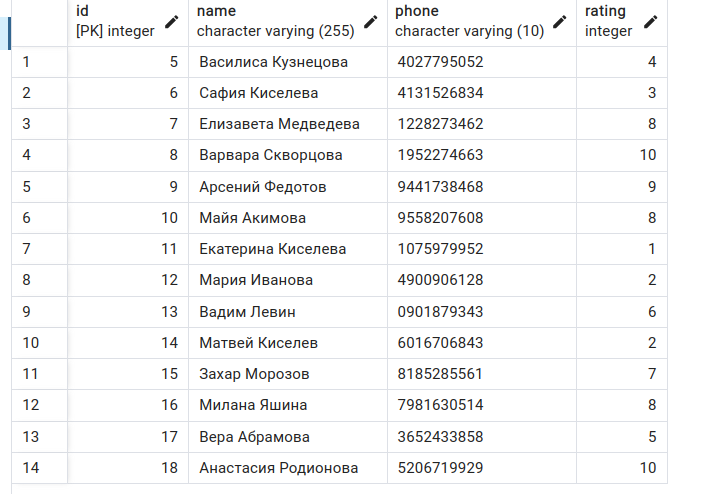 id name phone rating
[PK] integer character varying (255) character varying (10) integer
1 5 Василиса Кузнецова 4027795052 4
2 6 Сафия Киселева 4131526834 3
3 7 Елизавета Медведева 1228273462 8
4 8 Варвара Скворцова 1952274663 10
5 9 Арсений Федотов 9441738468 9
6 10 Майя Акимова 9558207608 8
7 11 Екатерина Киселева 1075979952 1
8 12 Мария Иванова 4900906128 2
9 13 Вадим Левин 0901879343 6
10 14 Матвей Киселев 6016706843 2
11 15 Захар Морозов 8185285561 7
12 16 Милана Яшина 7981630514 8
13 17 Вера Абрамова 3652433858 5
14 18 Анастасия Родионова 5206719929 10